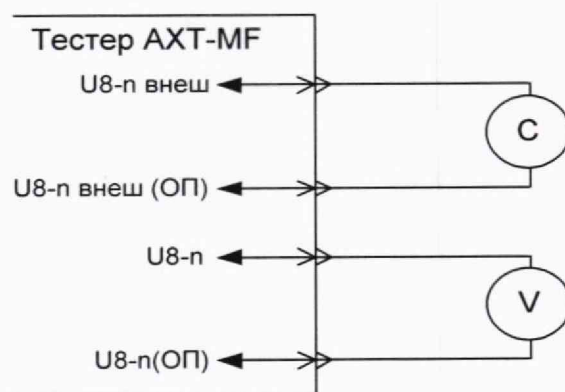 Тестер AXT-MF
U8-n внеш
C
U8-n внеш (ОП)
U8-n
V
U8-n(ОП)